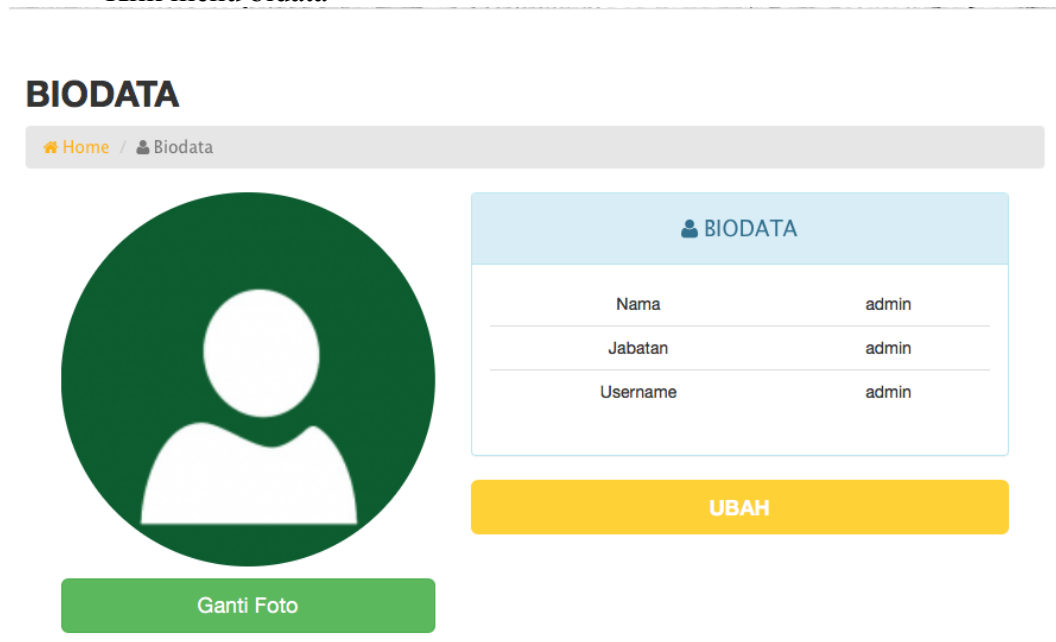 BIODATA
Home / Biodata
BIODATA
Nama admin
Jabatan admin
Username admin
UBAH
Ganti Foto